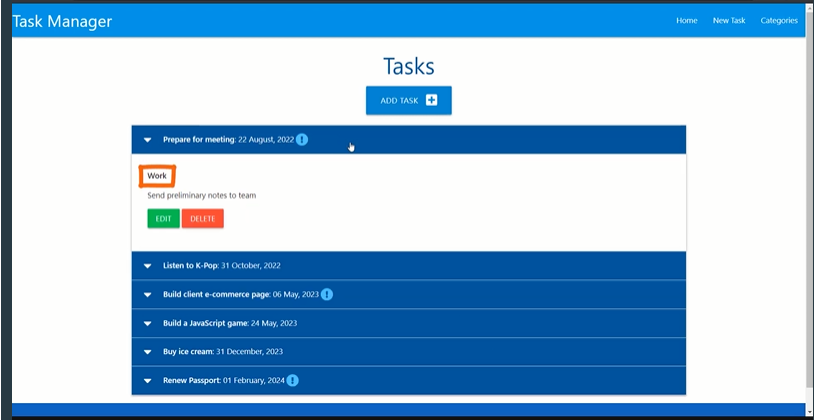 Task Manager
Home New Task Categories
Tasks
ADD TASK
Prepare for meeting: 22 August, 2022
Work
Send preliminary notes to team
EDIT DELETE
Listen to K-Pop: 31 October, 2022
Build client e-commerce page: 06 May, 2023
Build a JavaScript game: 24 May, 2023
Buy ice cream: 31 December, 2023
Renew Passport: 01 February, 2024